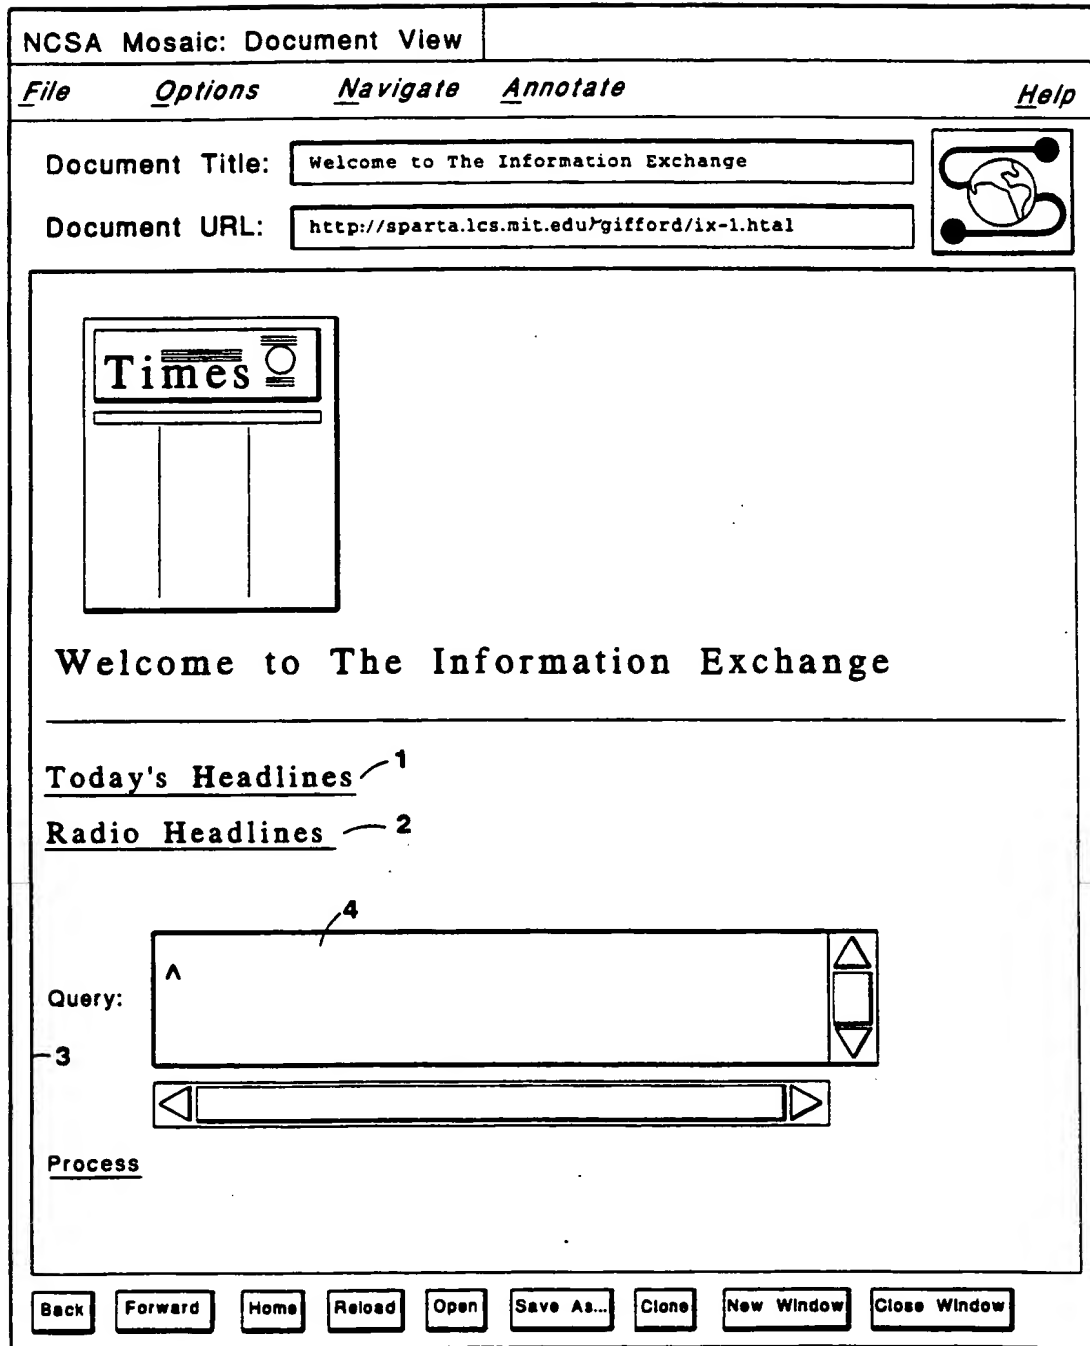 NCSA Mosaic: Document View
File Options Navigate Annotate Help
Document Title: Welcome to The Information Exchange
Document URL: http://sparta.lcs.mit.edu/~gifford/ix-1.htal
Times
Welcome to The Information Exchange
Today's Headlines 1
Radio Headlines 2
4
^
Query:
3
Process
Back Forward Home Reload Open Save As... Clone New Window Close Window